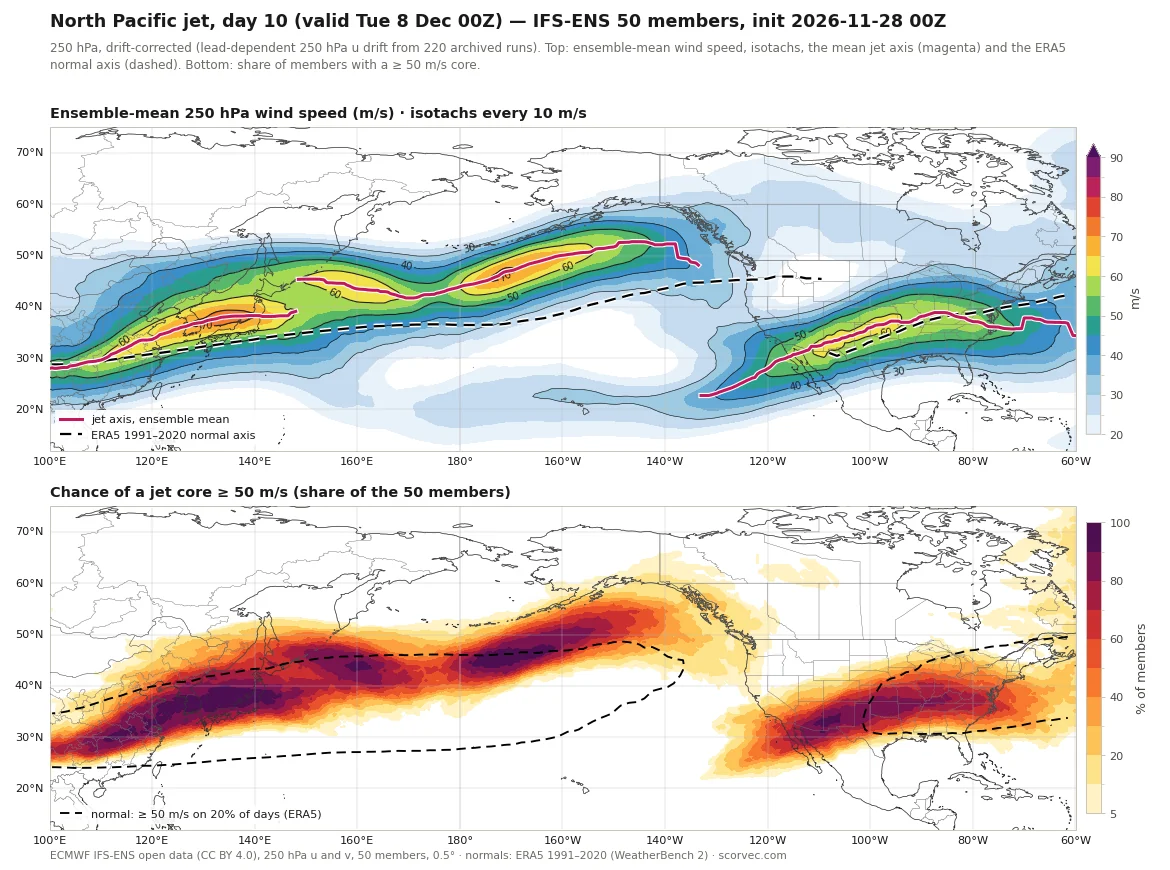 North Pacific jet, day 10 (valid Tue 8 Dec 00Z) — IFS-ENS 50 members, init 2026-11-28 00Z
250 hPa, drift-corrected (lead-dependent 250 hPa u drift from 220 archived runs). Top: ensemble-mean wind speed, isotachs, the mean jet axis (magenta) and the ERA5
normal axis (dashed). Bottom: share of members with a ≥ 50 m/s core.
Ensemble-mean 250 hPa wind speed (m/s) · isotachs every 10 m/s
70°N
60°N
50°N
40°N
30°N
20°N
30
40
60
50
60
70
60
70
50
60
40
30
jet axis, ensemble mean
ERA5 1991–2020 normal axis
100°E 120°E 140°E 160°E 180° 160°W 140°W 120°W 100°W 80°W 60°W
90
80
70
60
50
40
30
20
m/s
Chance of a jet core ≥ 50 m/s (share of the 50 members)
70°N
60°N
50°N
40°N
30°N
20°N
normal: ≥ 50 m/s on 20% of days (ERA5)
100°E 120°E 140°E 160°E 180° 160°W 140°W 120°W 100°W 80°W 60°W
100
80
60
40
20
5
% of members
ECMWF IFS-ENS open data (CC BY 4.0), 250 hPa u and v, 50 members, 0.5° · normals: ERA5 1991–2020 (WeatherBench 2) · scorvec.com